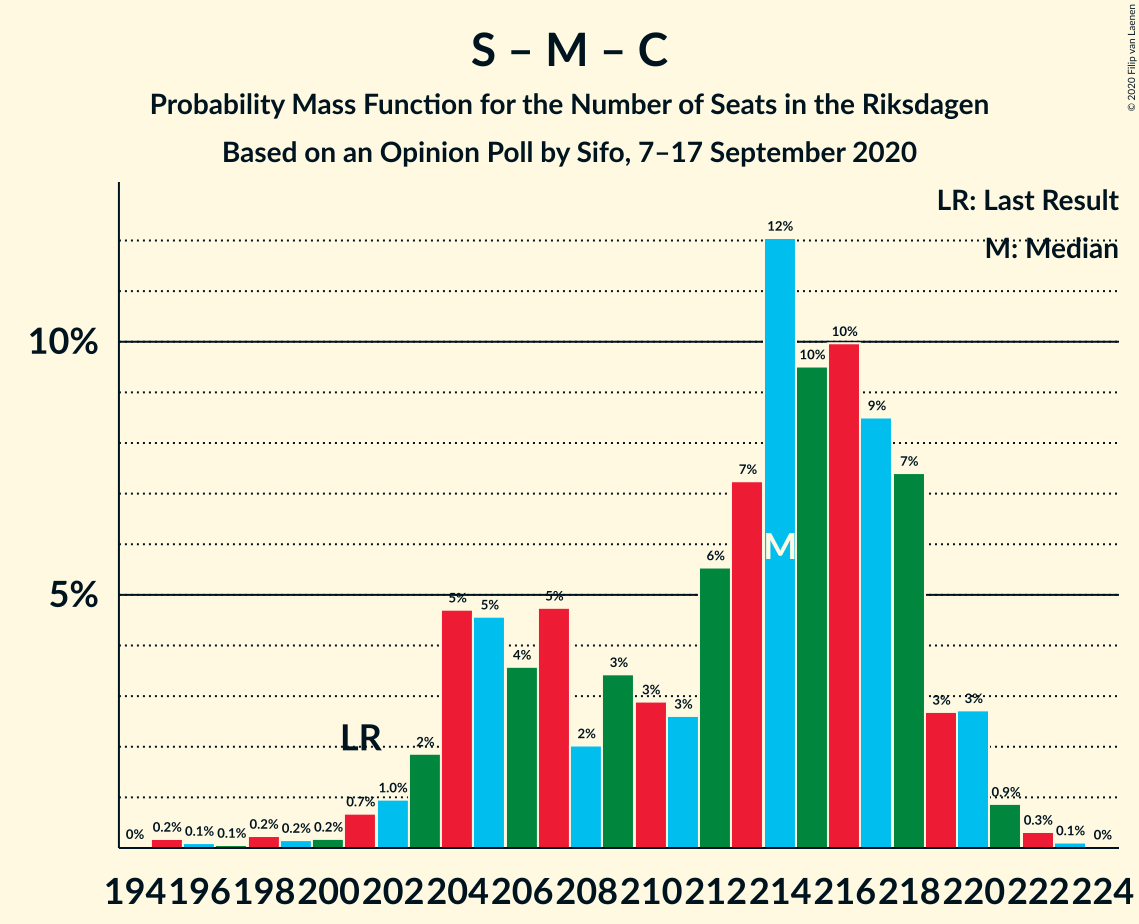 S – M – C
Probability Mass Function for the Number of Seats in the Riksdagen
Based on an Opinion Poll by Sifo, 7–17 September 2020
© 2020 Filip van Laenen
LR: Last Result
M: Median
10%
5%
0% 0.2% 0.1% 0.1% 0.2% 0.2% 0.2% 0.7% 1.0% 2% 5% 5% 4% 5% 2% 3% 3% 3% 6% 7% 12% 10% 10% 9% 7% 3% 3% 0.9% 0.3% 0.1% 0%
LR
M
194 196 198 200 202 204 206 208 210 212 214 216 218 220 222 224